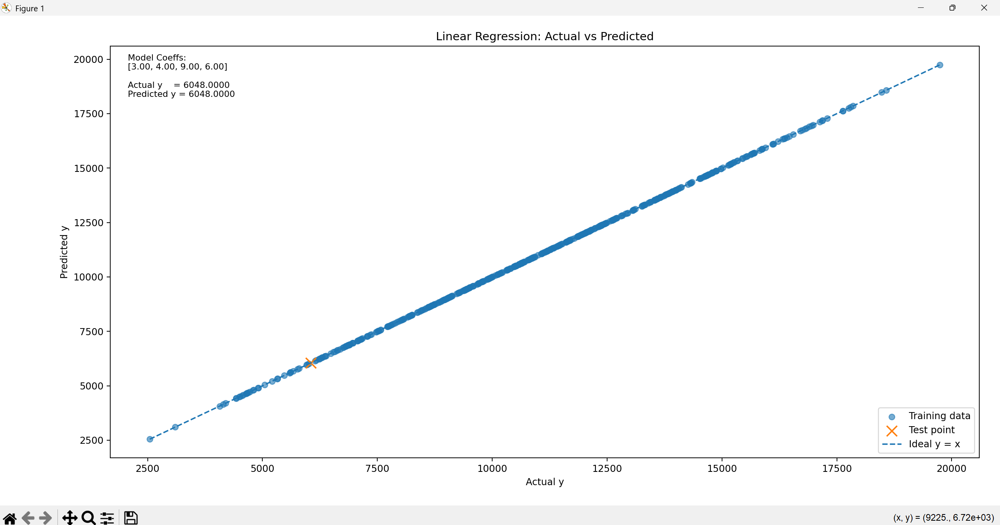 Figure 1
Linear Regression: Actual vs Predicted
Model Coeffs:
[3.00, 4.00, 9.00, 6.00]
Actual y = 6048.0000
Predicted y = 6048.0000
20000
17500
15000
12500
10000
7500
5000
2500
Predicted y
Training data
Test point
Ideal y = x
2500 5000 7500 10000 12500 15000 17500 20000
Actual y
(x, y) = (9225., 6.72e+03)